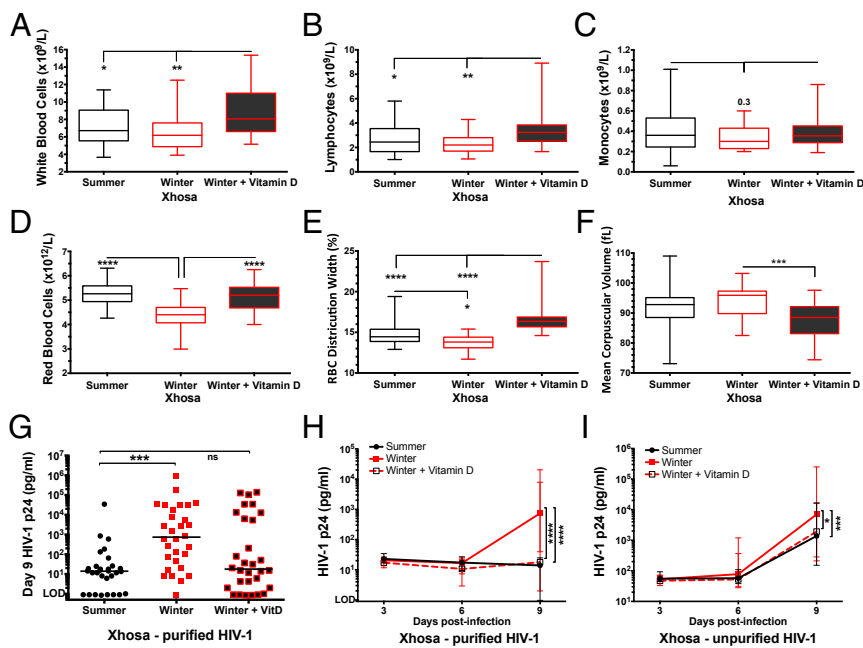 A
White Blood Cells (x10⁹/L)
16
14
12
10
8
6
4
2
*
**
Summer
Winter
Winter + Vitamin D
Xhosa
B
Lymphocytes (x10⁹/L)
10
8
6
4
2
0
*
**
Summer
Winter
Winter + Vitamin D
Xhosa
C
Monocytes (x10⁹/L)
1.2
1.0
0.8
0.6
0.4
0.2
0.0
0.3
Summer
Winter
Winter + Vitamin D
Xhosa
D
Red Blood Cells (x10¹²/L)
7
6
5
4
3
2
****
****
Summer
Winter
Winter + Vitamin D
Xhosa
E
RBC Districution Width (%)
25
20
15
10
****
****
*
Summer
Winter
Winter + Vitamin D
Xhosa
F
Mean Corpuscular Volume (fL)
110
100
90
80
70
***
Summer
Winter
Winter + Vitamin D
Xhosa
G
Day 9 HIV-1 p24 (pg/ml)
10⁷
10⁶
10⁵
10⁴
10³
10²
10¹
LOD
***
ns
Summer
Winter
Winter + VitD
Xhosa - purified HIV-1
H
Summer
Winter
Winter + Vitamin D
HIV-1 p24 (pg/ml)
10⁵
10⁴
10³
10²
10¹
LOD
****
****
3
6
9
Days post-infection
Xhosa - purified HIV-1
I
Summer
Winter
Winter + Vitamin D
HIV-1 p24 (pg/ml)
10⁶
10⁵
10⁴
10³
10²
10¹
*
***
3
6
9
Days post-infection
Xhosa - unpurified HIV-1